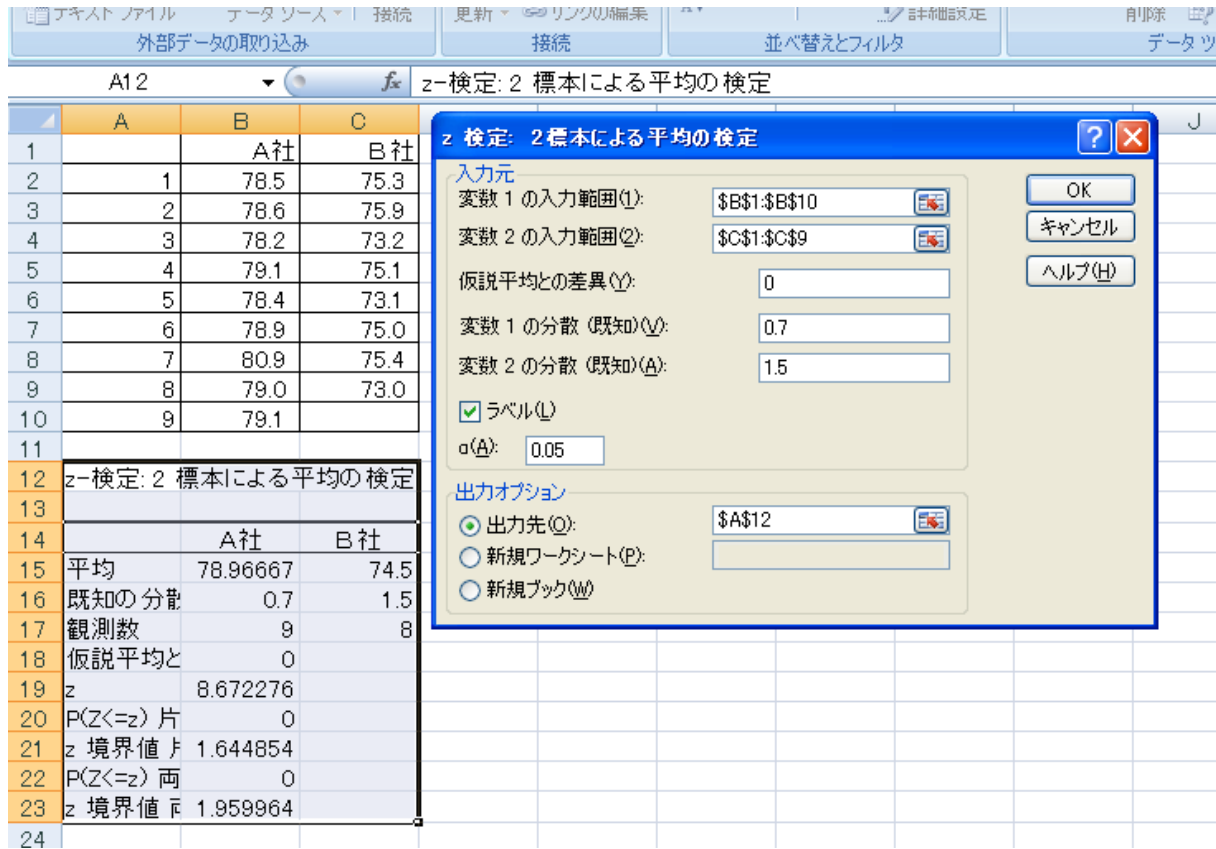 テキスト ファイル データ ソース 接続 更新 リンクの編集 詳細設定 削除
外部データの取り込み 接続 並べ替えとフィルタ データ ツ
A12 fx z-検定: 2 標本による平均の検定
A B C J
1 A社 B社
2 1 78.5 75.3
3 2 78.6 75.9
4 3 78.2 73.2
5 4 79.1 75.1
6 5 78.4 73.1
7 6 78.9 75.0
8 7 80.9 75.4
9 8 79.0 73.0
10 9 79.1
11
12 z-検定: 2 標本による平均の検定
13
14 A社 B社
15 平均 78.96667 74.5
16 既知の分散 0.7 1.5
17 観測数 9 8
18 仮説平均と 0
19 z 8.672276
20 P(Z<=z) 片 0
21 z 境界値 1.644854
22 P(Z<=z) 両 0
23 z 境界値 1.959964
24
z 検定: 2標本による平均の検定
入力元
変数 1 の入力範囲(1): $B$1:$B$10
変数 2 の入力範囲(2): $C$1:$C$9
仮説平均との差異(Y): 0
変数 1 の分散 (既知)(V): 0.7
変数 2 の分散 (既知)(A): 1.5
ラベル(L)
α(A): 0.05
出力オプション
出力先(O): $A$12
新規ワークシート(P):
新規ブック(W)
OK
キャンセル
ヘルプ(H)